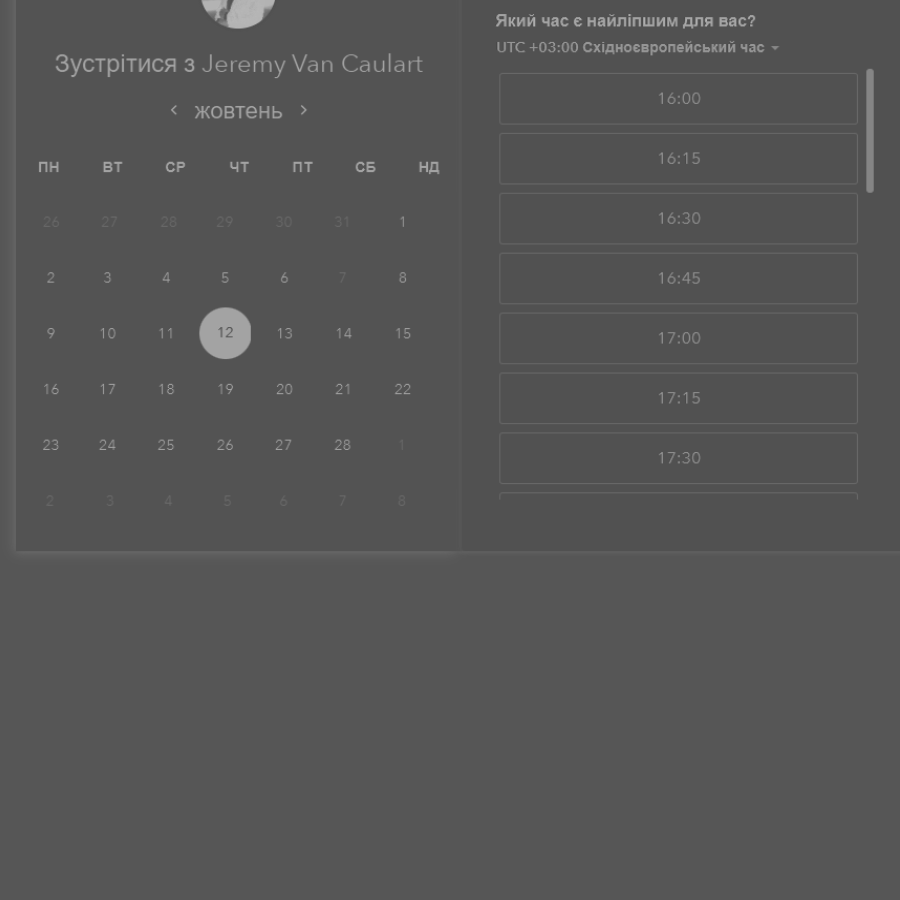 Зустрітися з Jeremy Van Caulart
жовтень
ПН ВТ СР ЧТ ПТ СБ НД
26 27 28 29 30 31 1
2 3 4 5 6 7 8
9 10 11 12 13 14 15
16 17 18 19 20 21 22
23 24 25 26 27 28 1
2 3 4 5 6 7 8
Який час є найліпшим для вас?
UTC +03:00 Східноєвропейський час
16:00
16:15
16:30
16:45
17:00
17:15
17:30